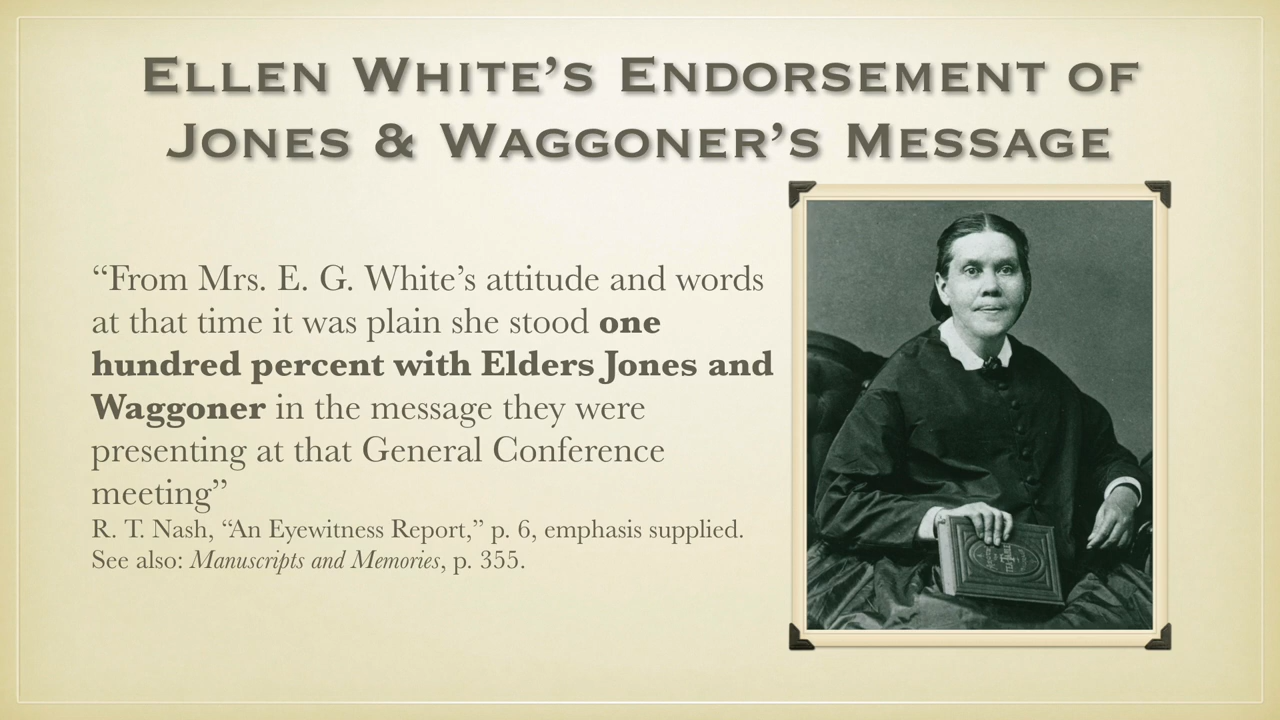 Ellen White’s Endorsement of
Jones & Waggoner’s Message
“From Mrs. E. G. White’s attitude and words
at that time it was plain she stood one
hundred percent with Elders Jones and
Waggoner in the message they were
presenting at that General Conference
meeting”
R. T. Nash, “An Eyewitness Report,” p. 6, emphasis supplied.
See also: Manuscripts and Memories, p. 355.